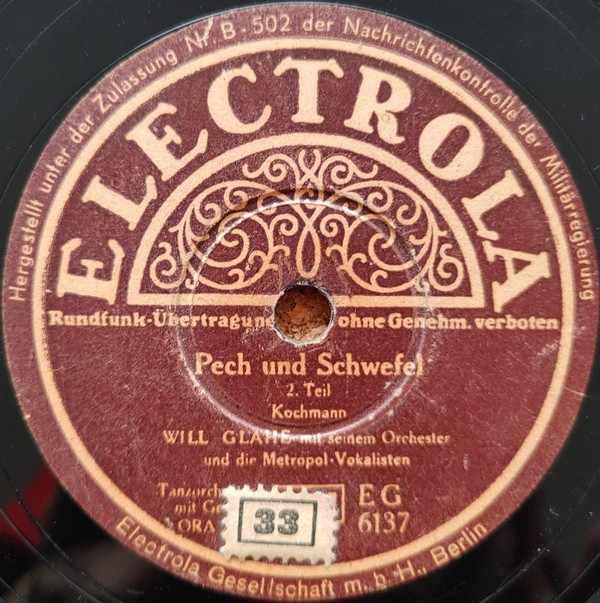 Hergestellt unter der Zulassung Nr B-502 der Nachrichtenkontrolle der Militärregierung
ELECTROLA
Rundfunk-Übertragung ohne Genehm. verboten
Pech und Schwefel
2. Teil
Kochmann
WILL GLAHE mit seinem Orchester
und die Metropol-Vokalisten
Tanzorch
mit Ge
ORA
33
EG
6137
Electrola Gesellschaft m. b. H., Berlin